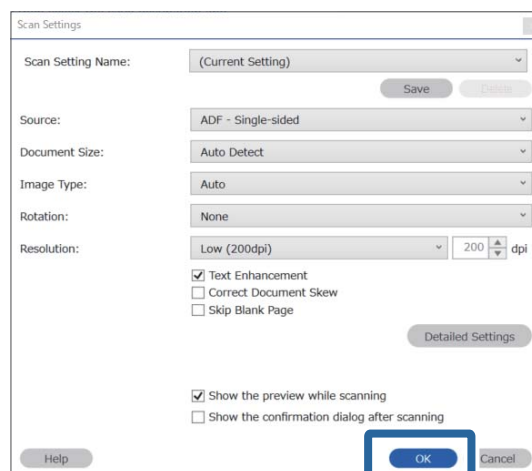 Scan Settings
Scan Setting Name: (Current Setting)
Save Delete
Source: ADF - Single-sided
Document Size: Auto Detect
Image Type: Auto
Rotation: None
Resolution: Low (200dpi) 200 dpi
Text Enhancement
Correct Document Skew
Skip Blank Page
Detailed Settings
Show the preview while scanning
Show the confirmation dialog after scanning
Help OK Cancel